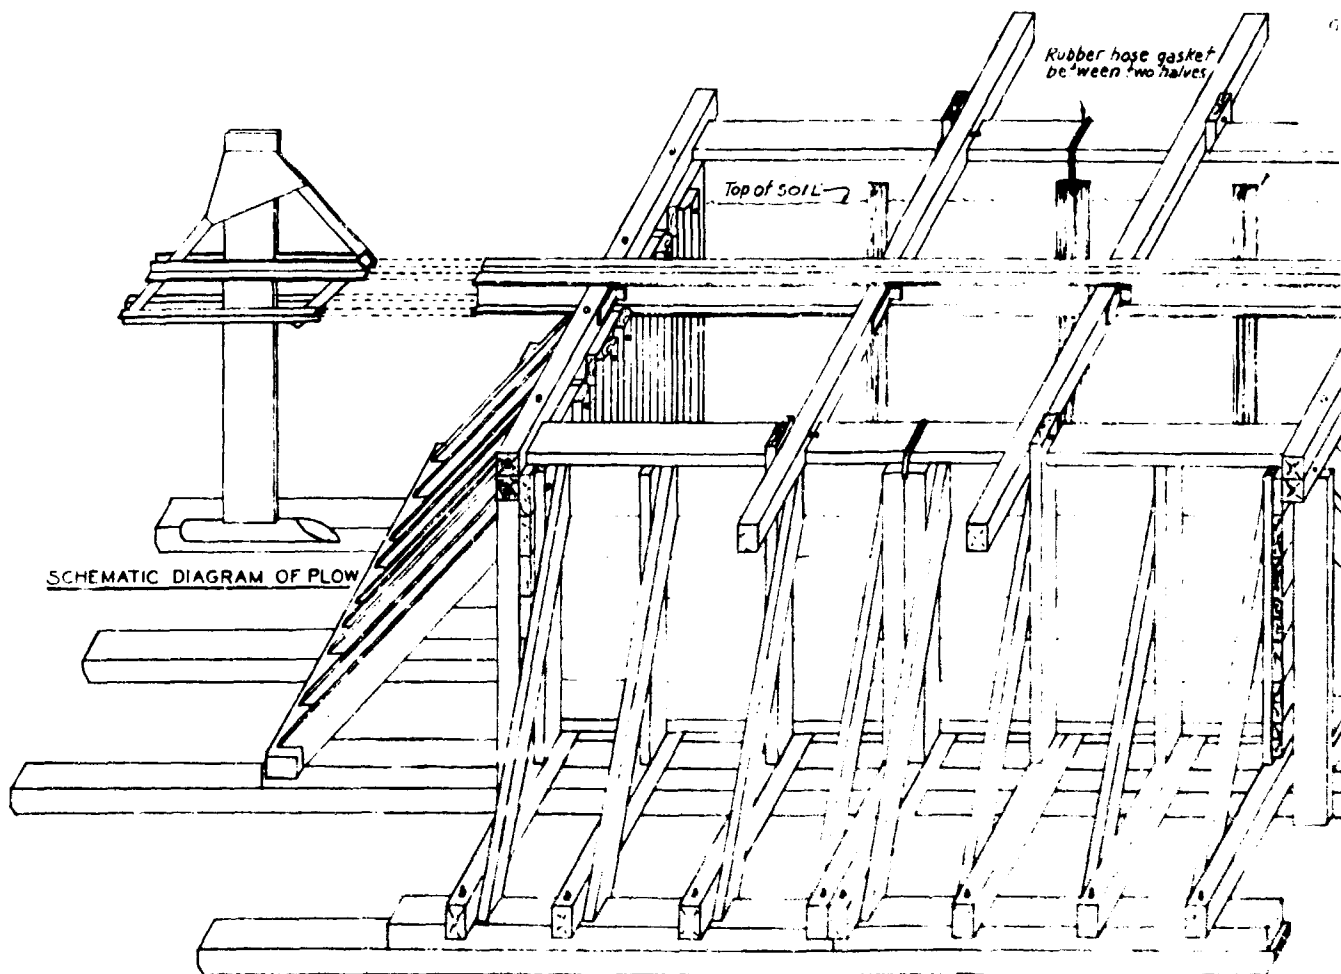 Rubber hose gasket
between two halves
Top of SOIL
SCHEMATIC DIAGRAM OF PLOW